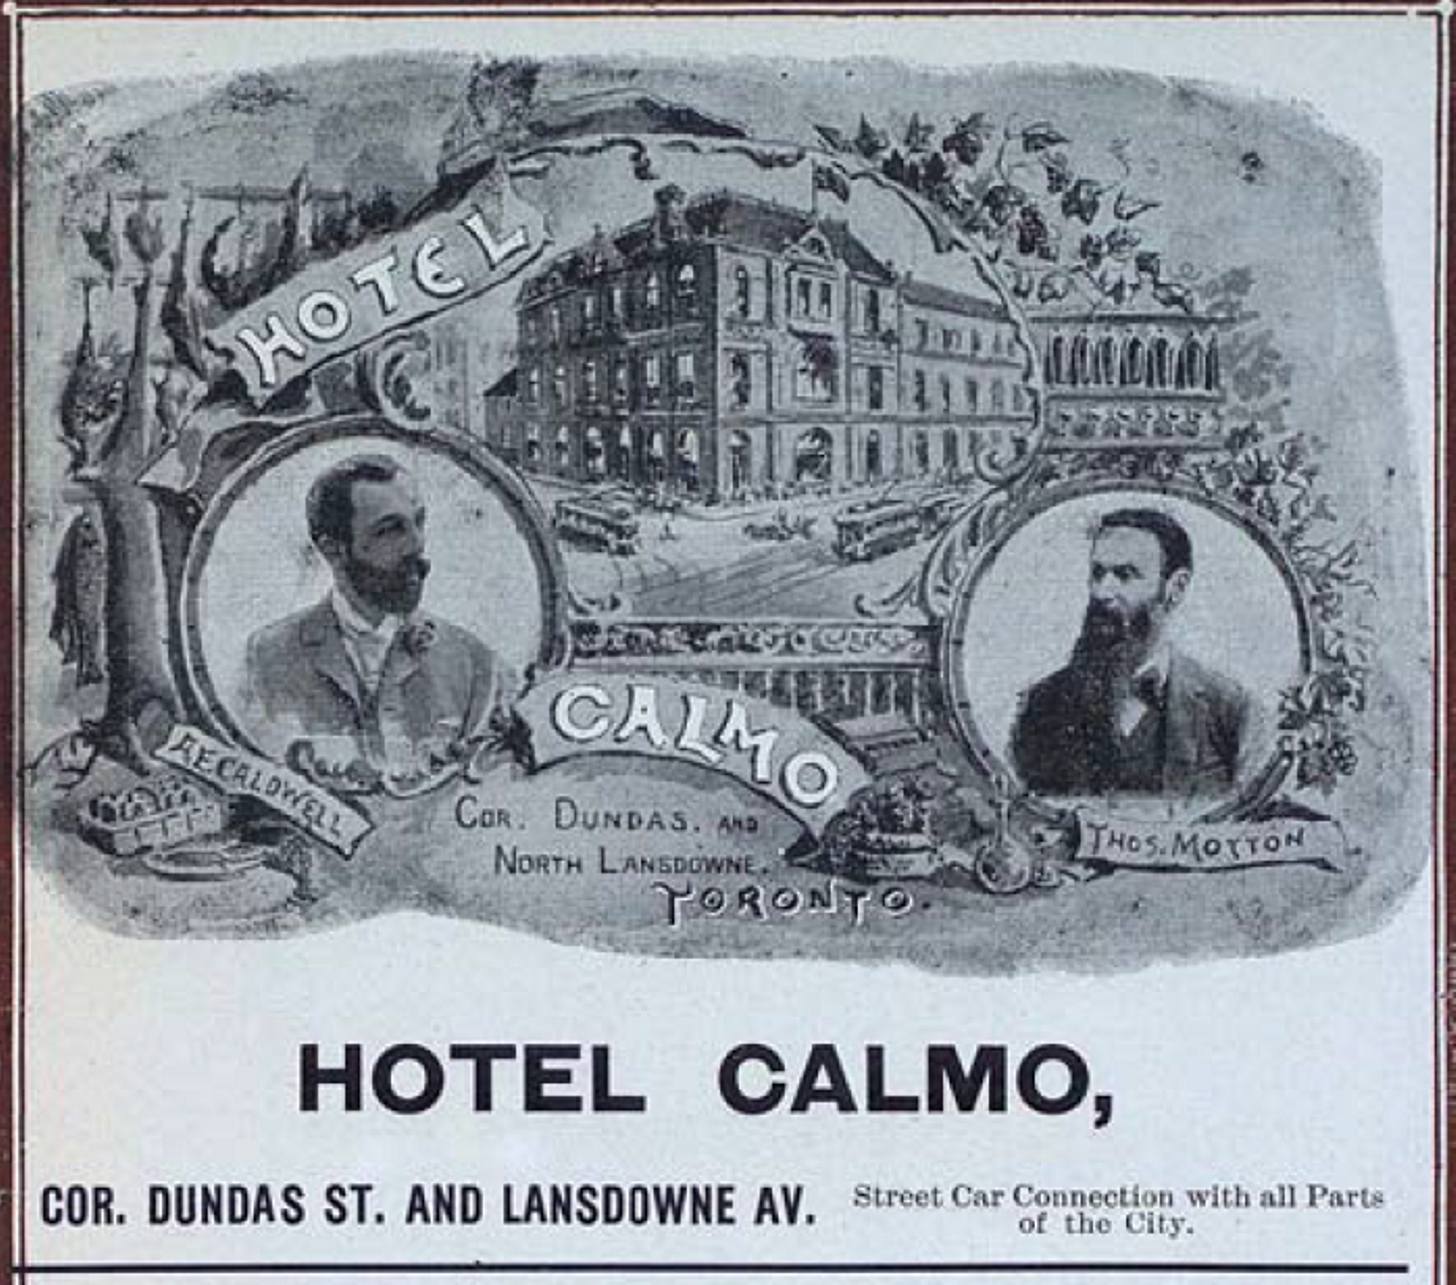 HOTEL
CALMO
A.E. CALDWELL
COR. DUNDAS. AND
NORTH LANSDOWNE.
TORONTO.
THOS. MOTTON
HOTEL CALMO,
COR. DUNDAS ST. AND LANSDOWNE AV.
Street Car Connection with all Parts
of the City.